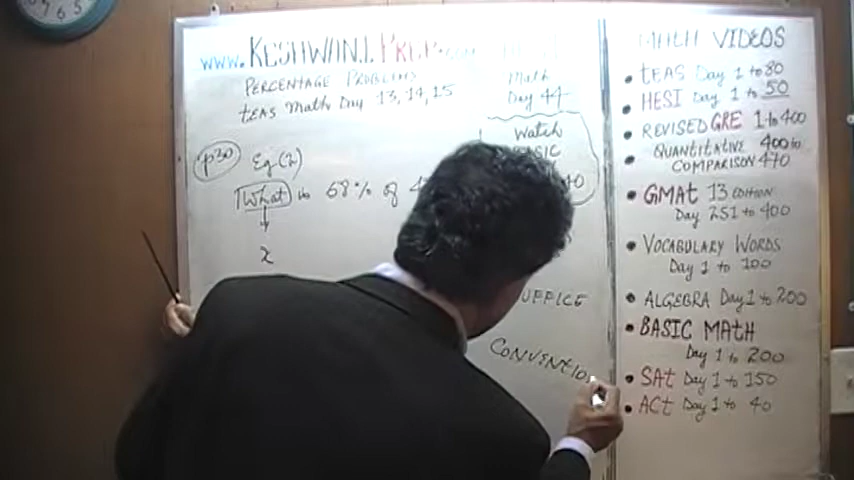 www. KESHWANI PREP.com
PERCENTAGE PROBLEMS
TEAS Math Day 13, 14, 15
Math
Day 44
Watch
BASIC
40
p30 Eg(2)
What is 68% of 4
x
OFFICE
CONVENTIO
MATH VIDEOS
• TEAS Day 1 to 80
• HESI Day 1 to 50
• REVISED GRE 1 to 400
• QUANTITATIVE 400 to
COMPARISON 470
• GMAT 13 EDITION
Day 251 to 400
• VOCABULARY WORDS
Day 1 to 100
• ALGEBRA Day 1 to 200
• BASIC MATH
Day 1 to 200
• SAT Day 1 to 150
• ACT Day 1 to 40